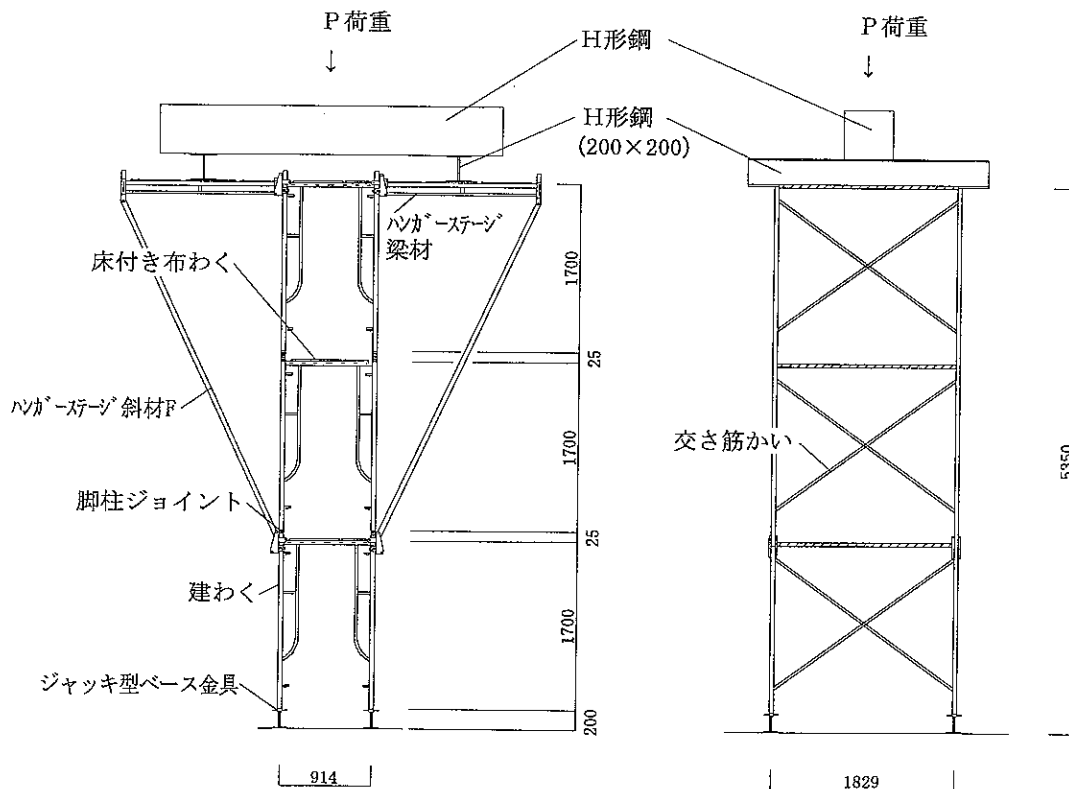 P荷重
↓
P荷重
↓
H形鋼
H形鋼
(200×200)
ハンガーステージ
梁材
床付き布わく
ハンガーステージ斜材F
脚柱ジョイント
建わく
ジャッキ型ベース金具
交さ筋かい
1700
25
1700
25
1700
200
5350
914
1829